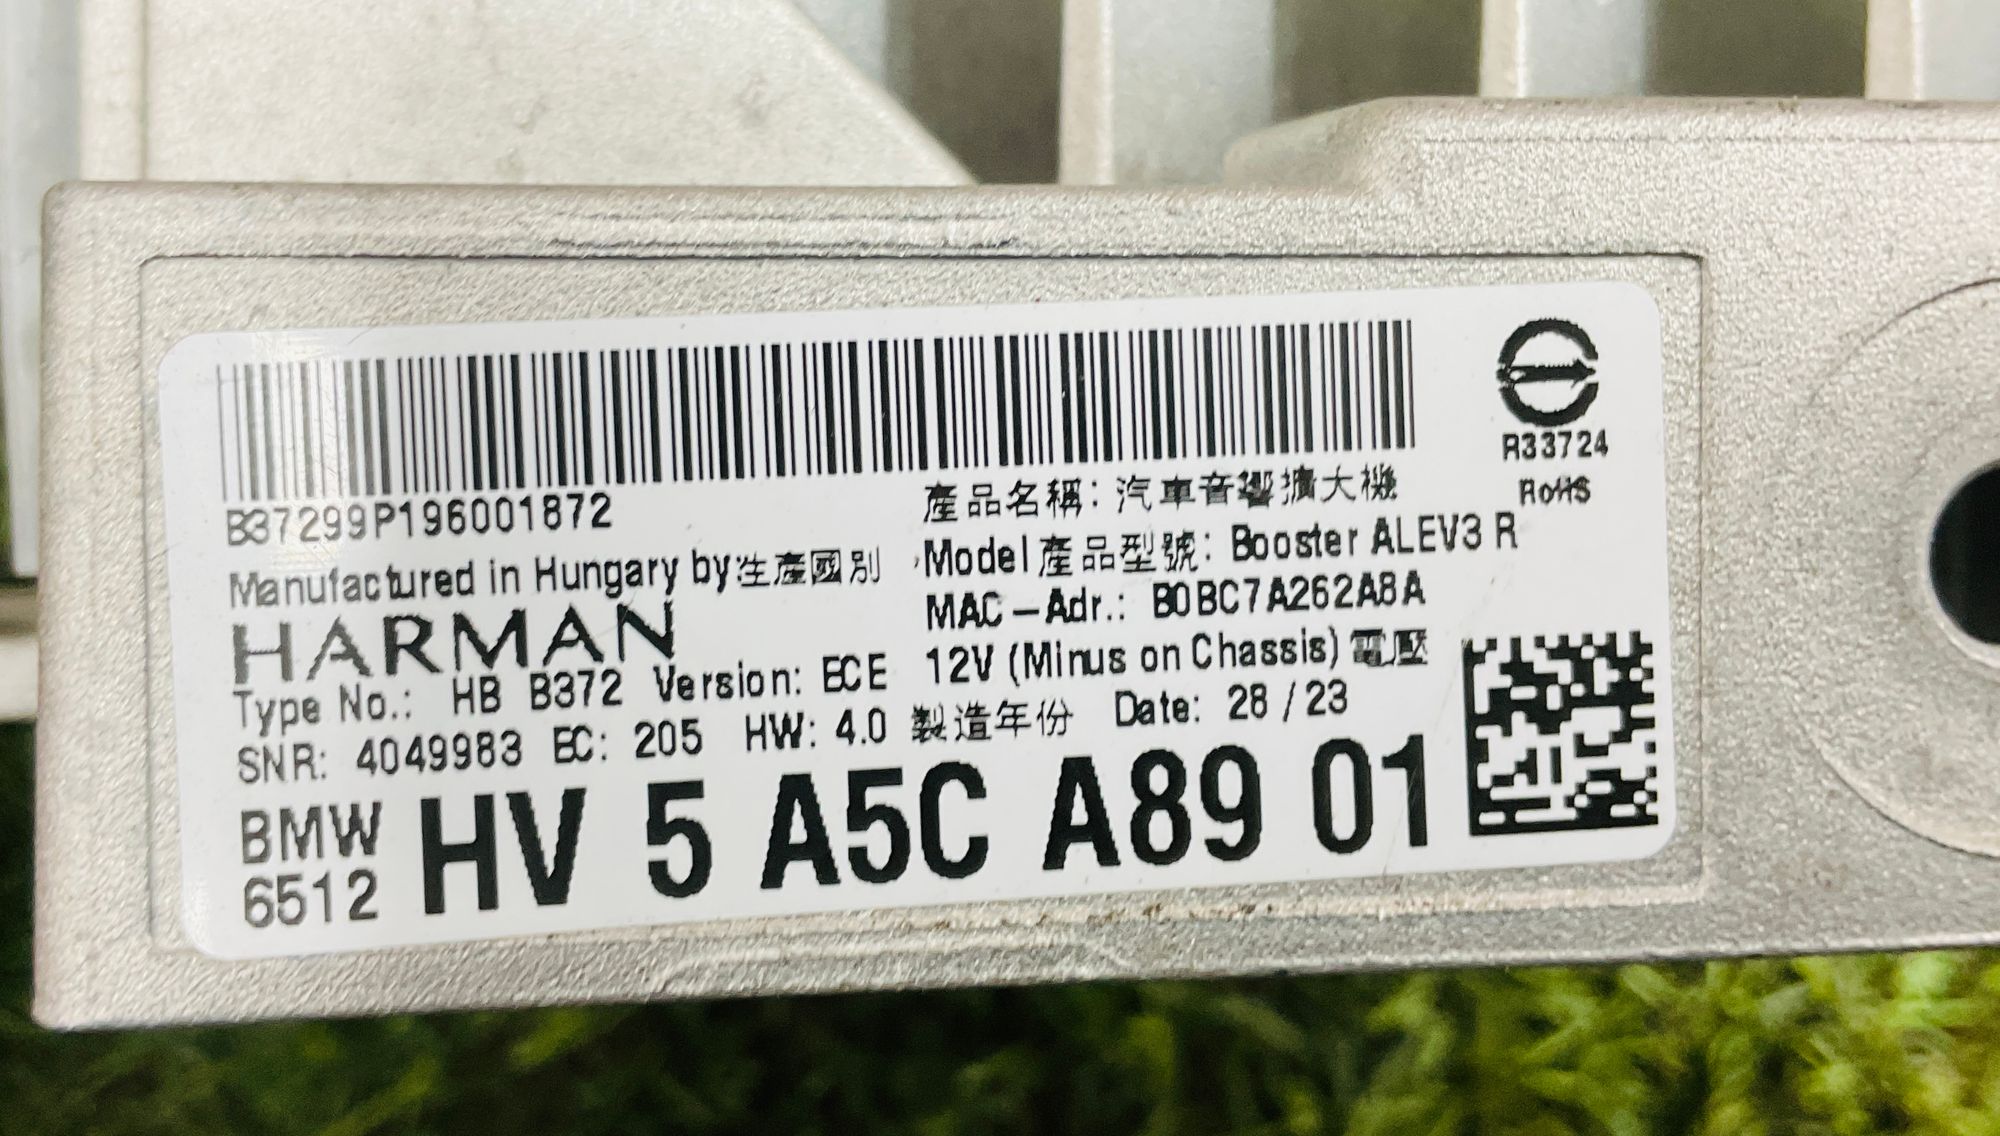 B37299P196001872
Manufactured in Hungary by 生產國別
HARMAN
Type No.: HB B372 Version: ECE
SNR: 4049983 EC: 205 HW: 4.0 製造年份 Date: 28 / 23
產品名稱: 汽車音響擴大機
Model 產品型號: Booster ALEV3 R
MAC-Adr.: B0BC7A262A8A
12V (Minus on Chassis) 電壓
R33724
RoHS
BMW
6512
HV 5 A5C A89 01